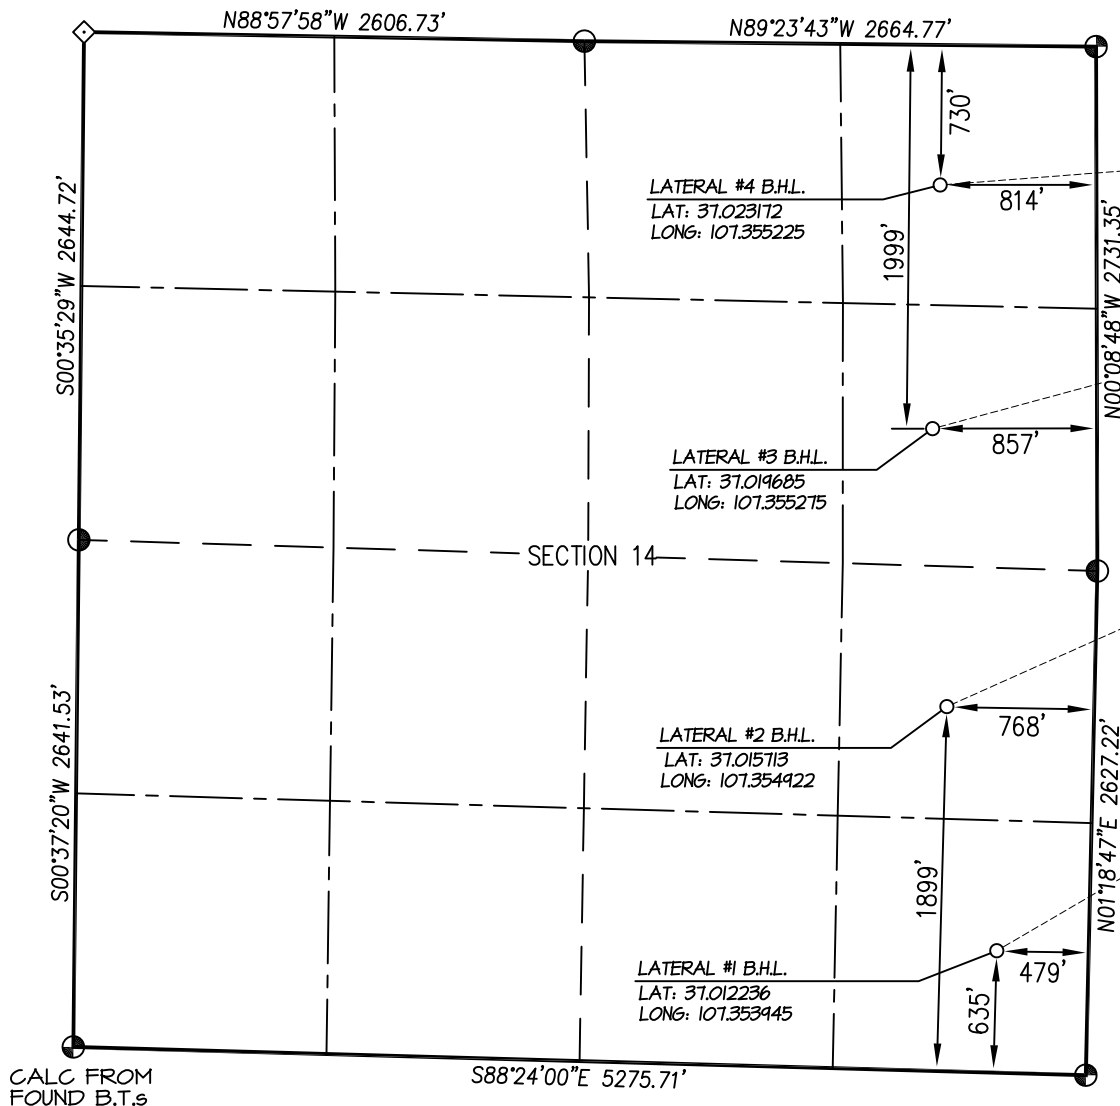 N88°57'58"W 2606.73'
N89°23'43"W 2664.77'
730'
LATERAL #4 B.H.L.
LAT: 37.023172
LONG: 107.355225
814'
1999'
S00°35'29"W 2644.72'
N00°08'48"W 2731.35'
857'
LATERAL #3 B.H.L.
LAT: 37.019685
LONG: 107.355275
SECTION 14
768'
LATERAL #2 B.H.L.
LAT: 37.015713
LONG: 107.354922
S00°37'20"W 2641.53'
N01°18'47"E 2627.22'
1899'
LATERAL #1 B.H.L.
LAT: 37.012236
LONG: 107.353945
479'
635'
S88°24'00"E 5275.71'
CALC FROM
FOUND B.T.s